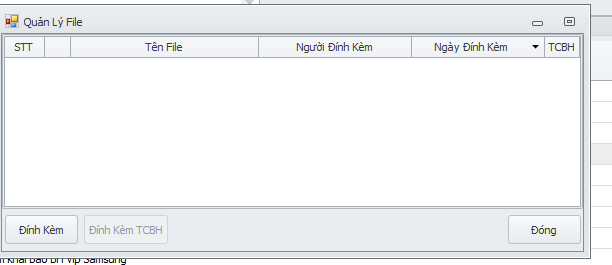 Quản Lý File
STT Tên File Người Đính Kèm Ngày Đính Kèm TCBH
Đính Kèm Đính Kèm TCBH Đóng
khai báo BH vip Samsung